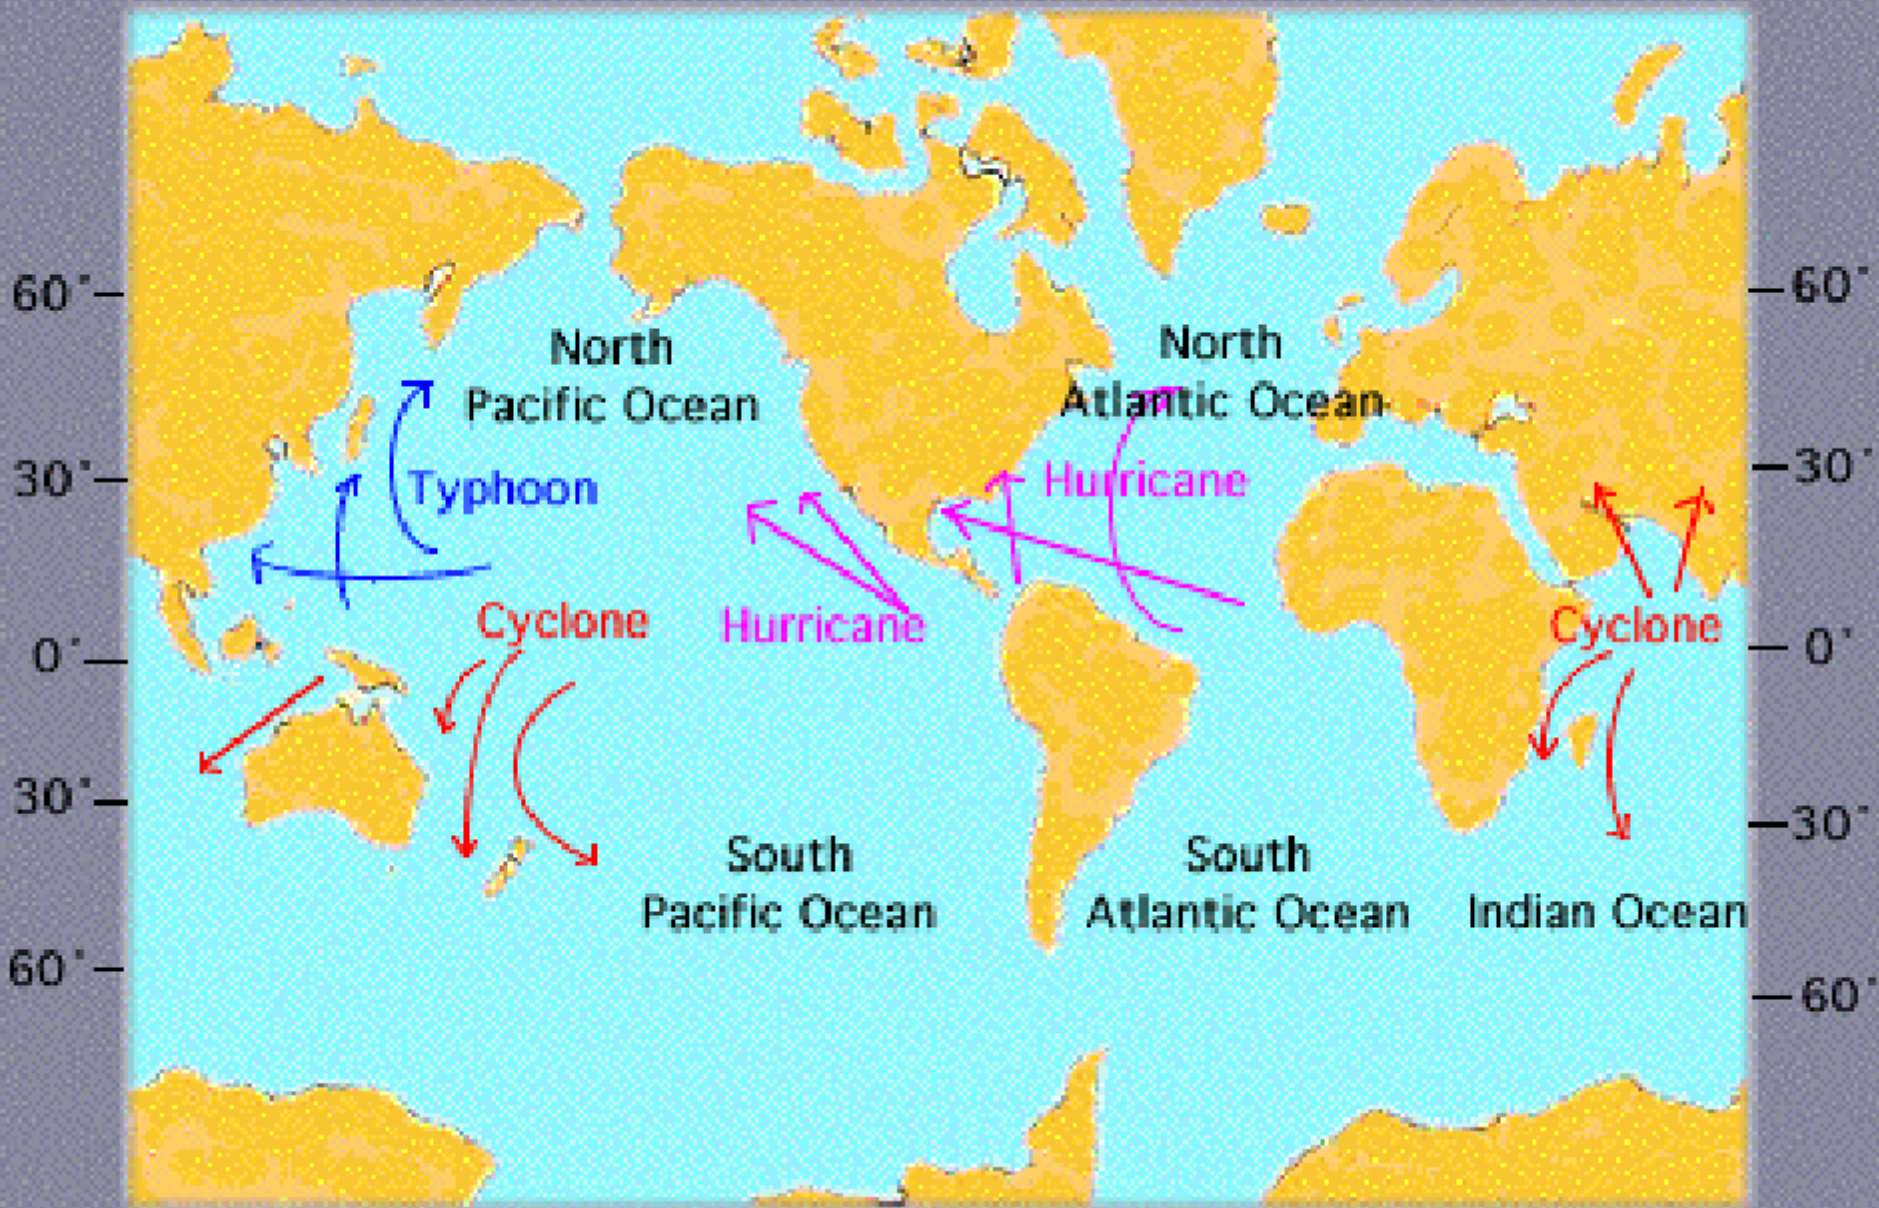 60°
60°
North
Pacific Ocean
North
Atlantic Ocean
30°
Typhoon
Hurricane
30°
Cyclone
Hurricane
Cyclone
0°
0°
30°
30°
South
Pacific Ocean
South
Atlantic Ocean
Indian Ocean
60°
60°